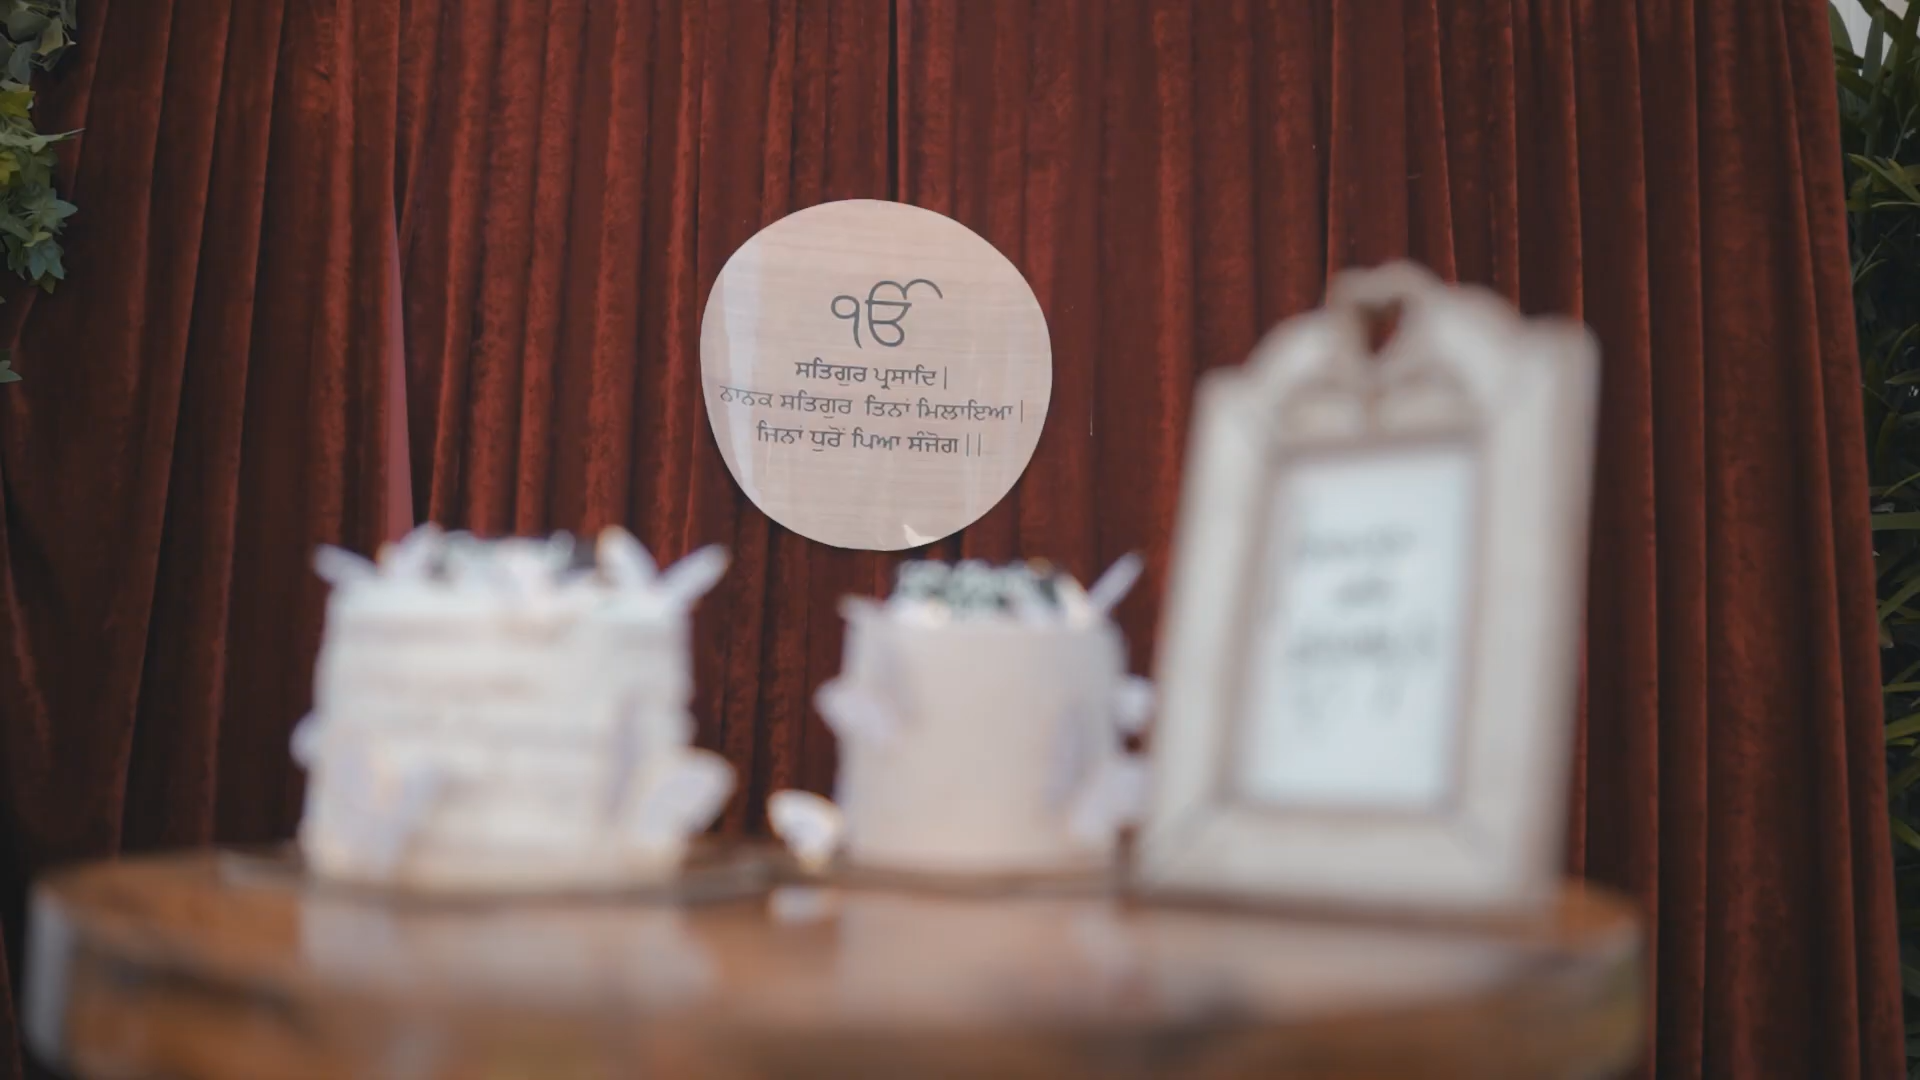 ੴ
ਸਤਿਗੁਰ ਪ੍ਰਸਾਦਿ|
ਨਾਨਕ ਸਤਿਗੁਰ ਤਿਨਾਂ ਮਿਲਾਇਆ|
ਜਿਨਾਂ ਧੁਰੋਂ ਪਿਆ ਸੰਜੋਗ||